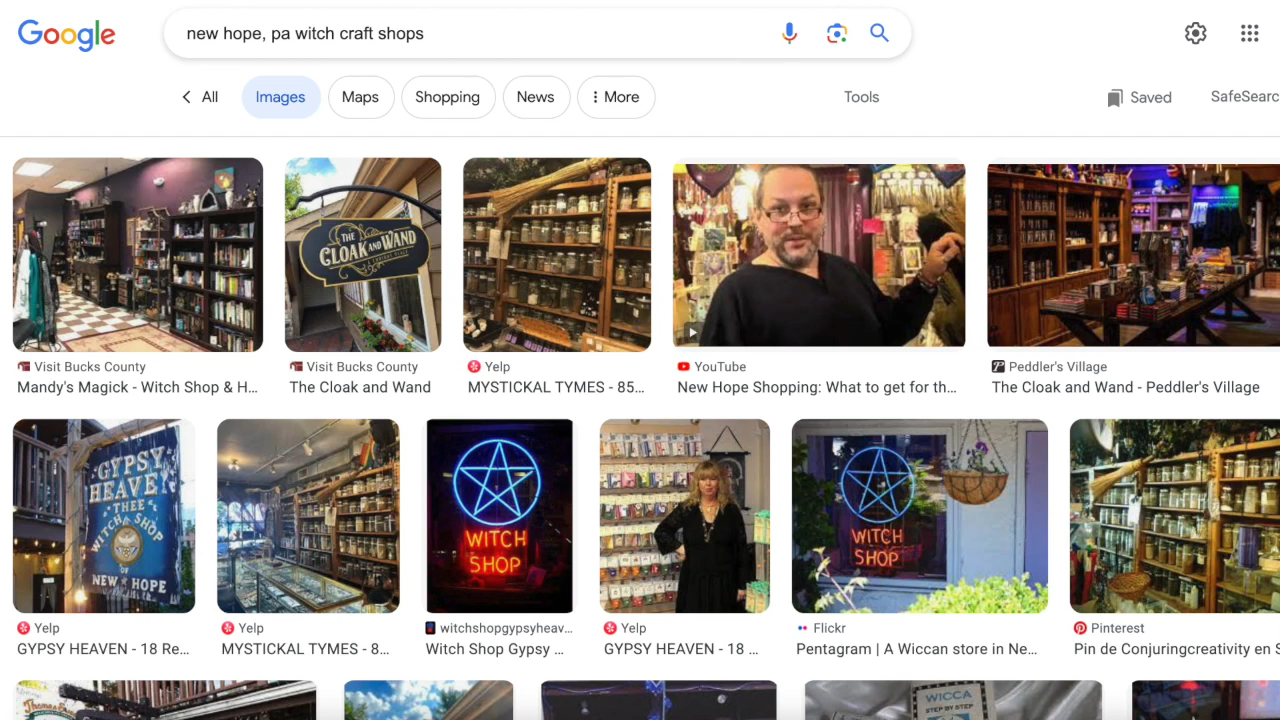 Google
new hope, pa witch craft shops
All
Images
Maps
Shopping
News
More
Tools
Saved
SafeSearc
THE
CLOAK AND WAND
Visit Bucks County
Mandy's Magick - Witch Shop & H...
Visit Bucks County
The Cloak and Wand
Yelp
MYSTICKAL TYMES - 85...
YouTube
New Hope Shopping: What to get for th...
Peddler's Village
The Cloak and Wand - Peddler's Village
GYPSY
HEAVEN
THEE
WITCH SHOP
OF
NEW HOPE
WITCH
SHOP
WITCH
SHOP
Yelp
GYPSY HEAVEN - 18 Re...
Yelp
MYSTICKAL TYMES - 8...
witchshopgypsyheav...
Witch Shop Gypsy ...
Yelp
GYPSY HEAVEN - 18 ...
Flickr
Pentagram | A Wiccan store in Ne...
Pinterest
Pin de Conjuringcreativity en S
WICCA
STEP BY STEP